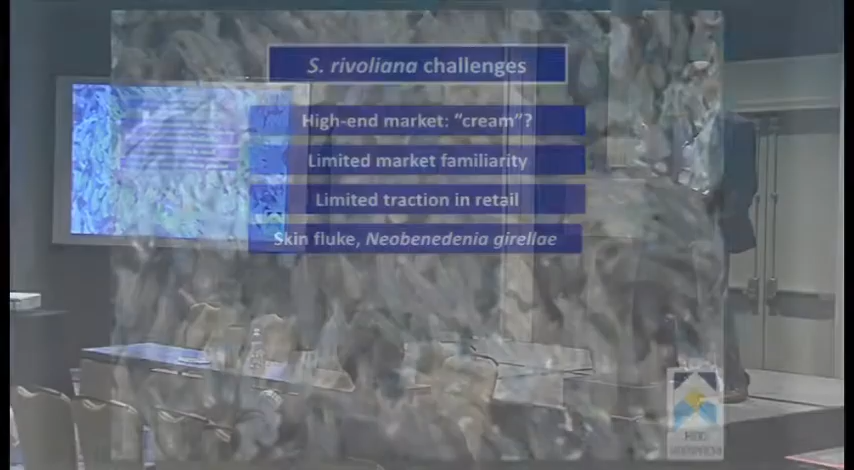 S. rivoliana challenges
High-end market: “cream”?
Limited market familiarity
Limited traction in retail
Skin fluke, Neobenedenia girellae